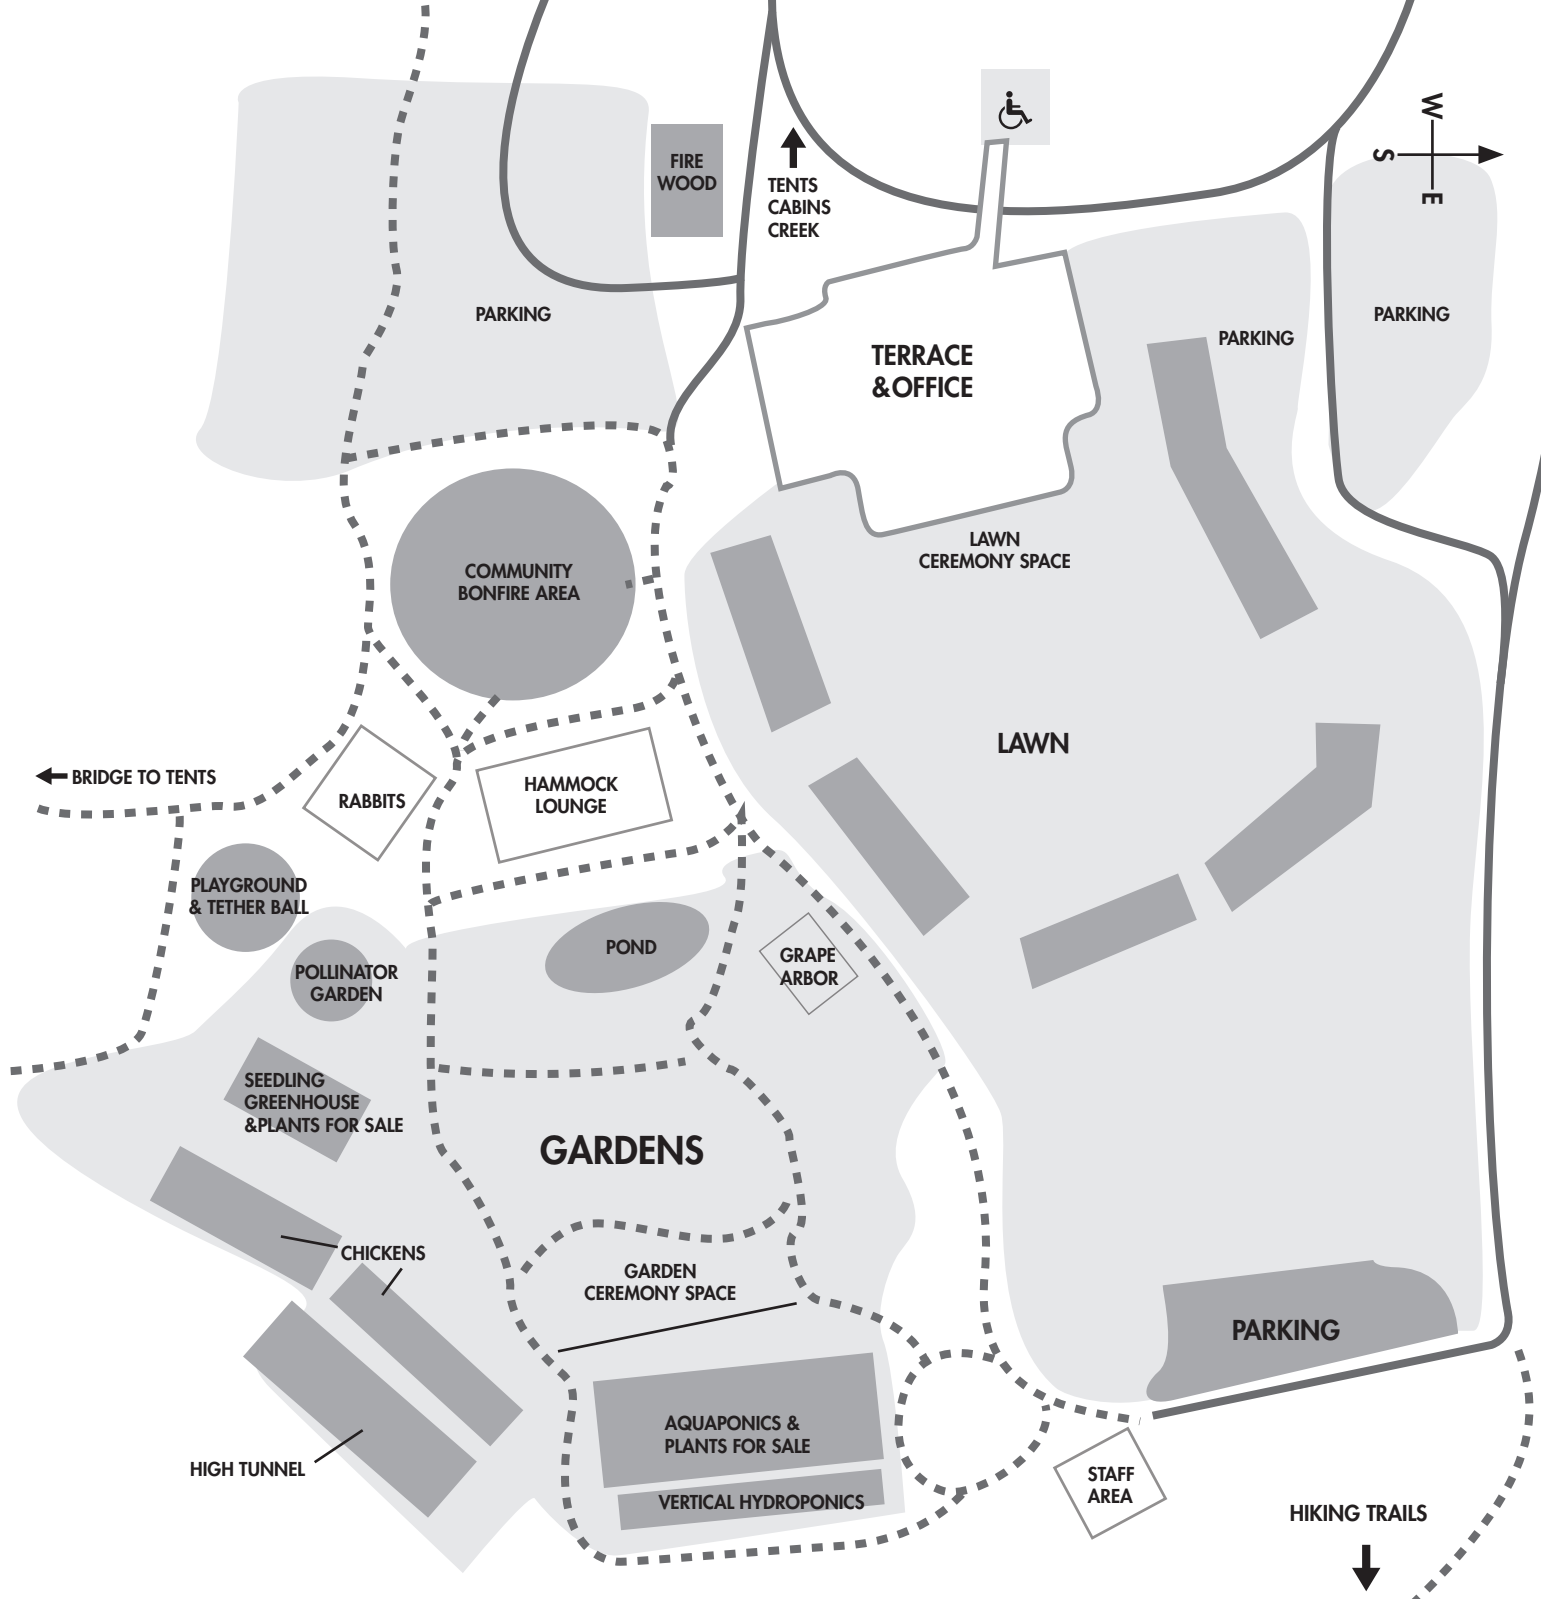 W
S
E
FIRE
WOOD
TENTS
CABINS
CREEK
PARKING
PARKING
PARKING
TERRACE
&OFFICE
LAWN
CEREMONY SPACE
COMMUNITY
BONFIRE AREA
LAWN
BRIDGE TO TENTS
RABBITS
HAMMOCK
LOUNGE
PLAYGROUND
& TETHER BALL
POND
GRAPE
ARBOR
POLLINATOR
GARDEN
SEEDLING
GREENHOUSE
&PLANTS FOR SALE
GARDENS
CHICKENS
GARDEN
CEREMONY SPACE
PARKING
AQUAPONICS &
PLANTS FOR SALE
HIGH TUNNEL
VERTICAL HYDROPONICS
STAFF
AREA
HIKING TRAILS